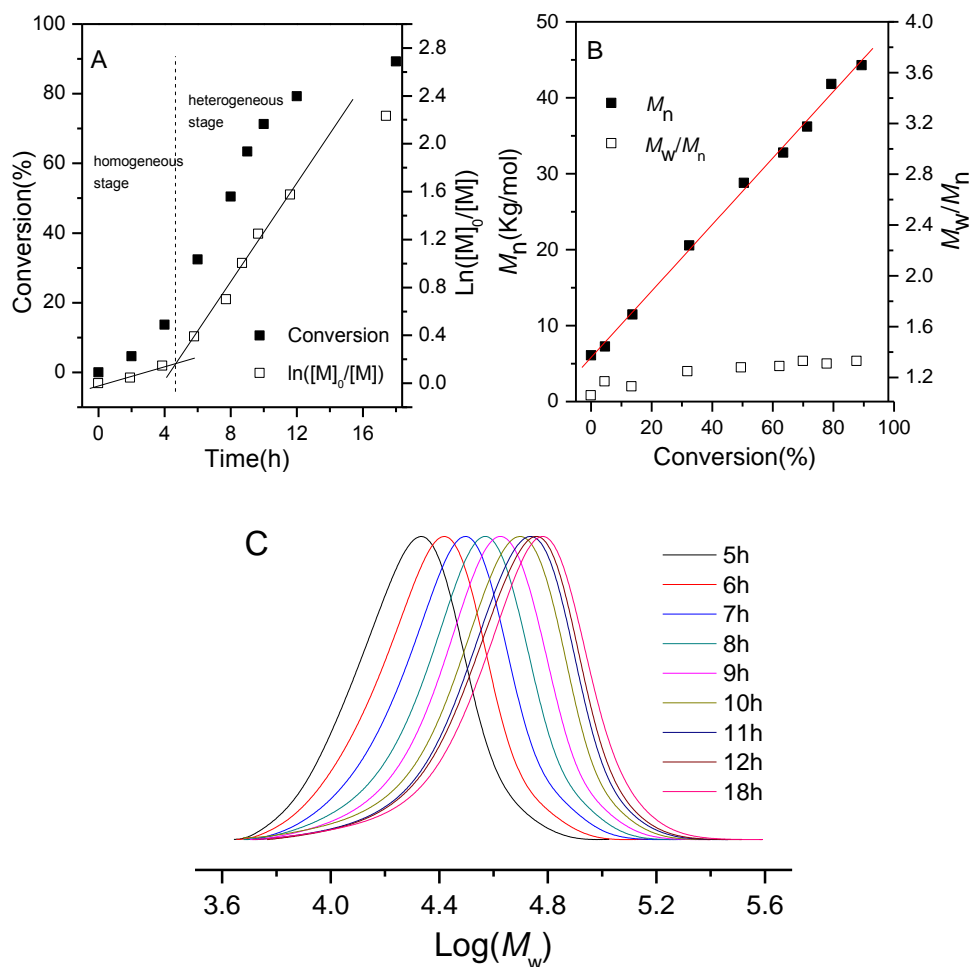 A
homogeneous
stage
heterogeneous
stage
Conversion
ln([M]0/[M])
Conversion(%)
0
20
40
60
80
100
Ln([M]0/[M])
0.0
0.4
0.8
1.2
1.6
2.0
2.4
2.8
0 4 8 12 16
Time(h)
B
Mn
Mw/Mn
Mn(Kg/mol)
0
10
20
30
40
50
Mw/Mn
1.2
1.6
2.0
2.4
2.8
3.2
3.6
4.0
0 20 40 60 80 100
Conversion(%)
C
5h
6h
7h
8h
9h
10h
11h
12h
18h
3.6 4.0 4.4 4.8 5.2 5.6
Log(Mw)